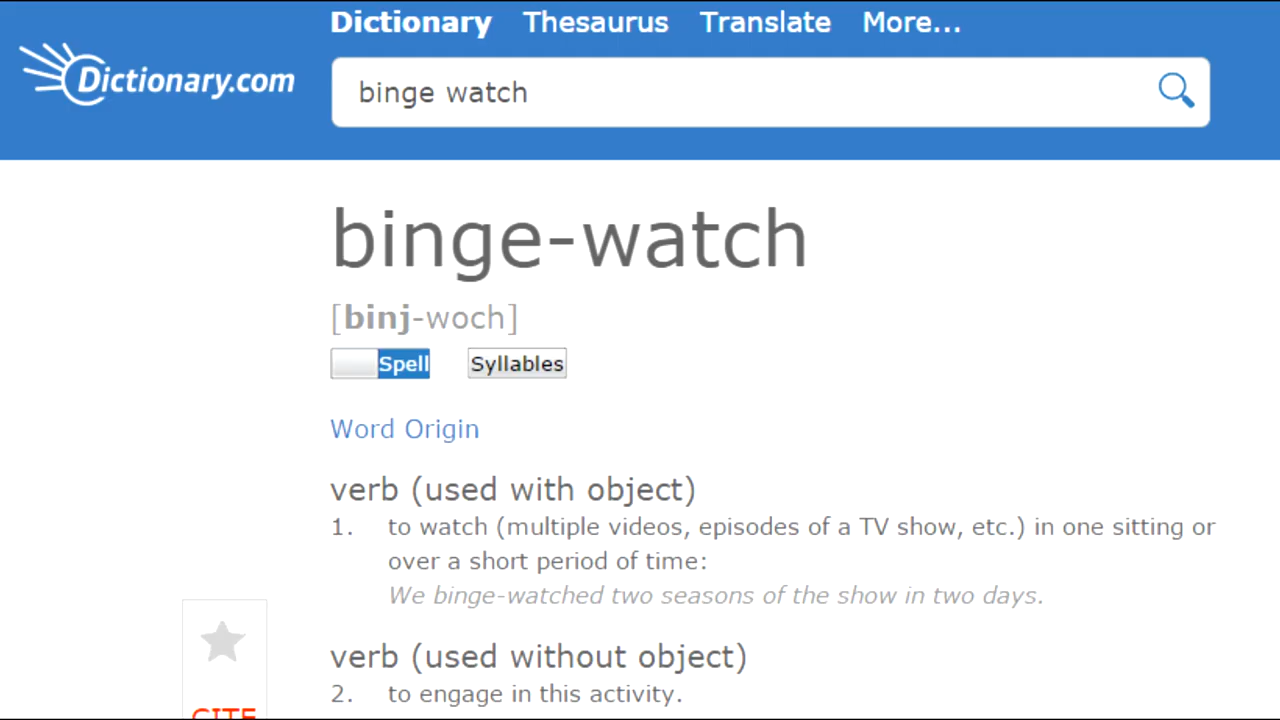 Dictionary Thesaurus Translate More...
Dictionary.com
binge watch
binge-watch
[binj-woch]
Spell Syllables
Word Origin
verb (used with object)
1. to watch (multiple videos, episodes of a TV show, etc.) in one sitting or
over a short period of time:
We binge-watched two seasons of the show in two days.
verb (used without object)
2. to engage in this activity.
CITE